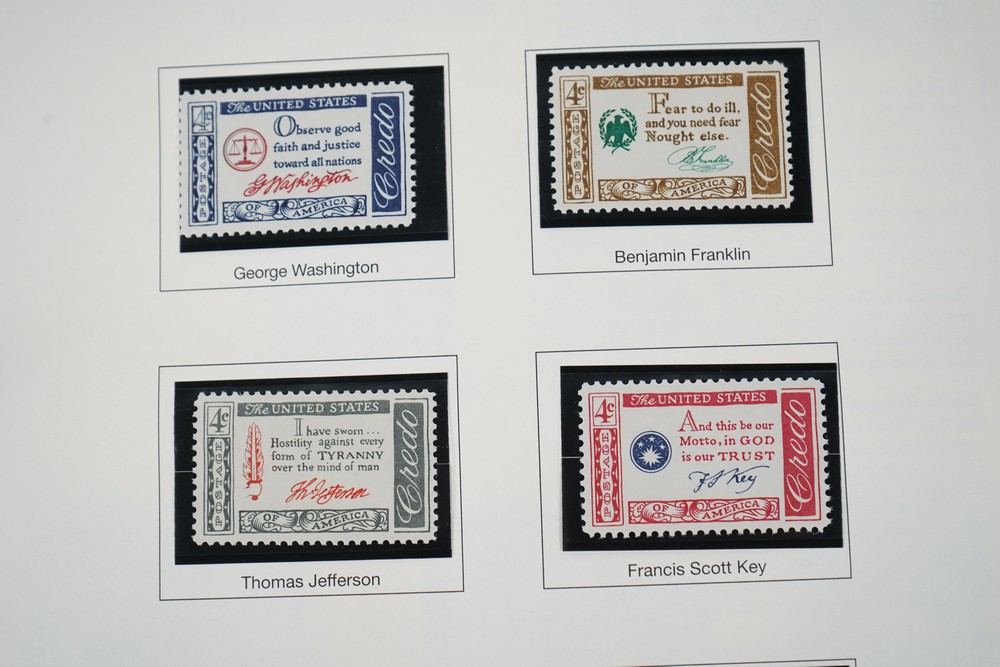 4c
The UNITED STATES
Observe good
faith and justice
toward all nations
G Washington
POSTAGE
OF AMERICA
Credo
George Washington
4c
The UNITED STATES
Fear to do ill,
and you need fear
Nought else.
B Franklin
POSTAGE
OF AMERICA
Credo
Benjamin Franklin
4c
The UNITED STATES
I have sworn ...
Hostility against every
form of TYRANNY
over the mind of man
Th Jefferson
POSTAGE
OF AMERICA
Credo
Thomas Jefferson
4c
The UNITED STATES
And this be our
Motto, in GOD
is our TRUST
F S Key
POSTAGE
OF AMERICA
Credo
Francis Scott Key